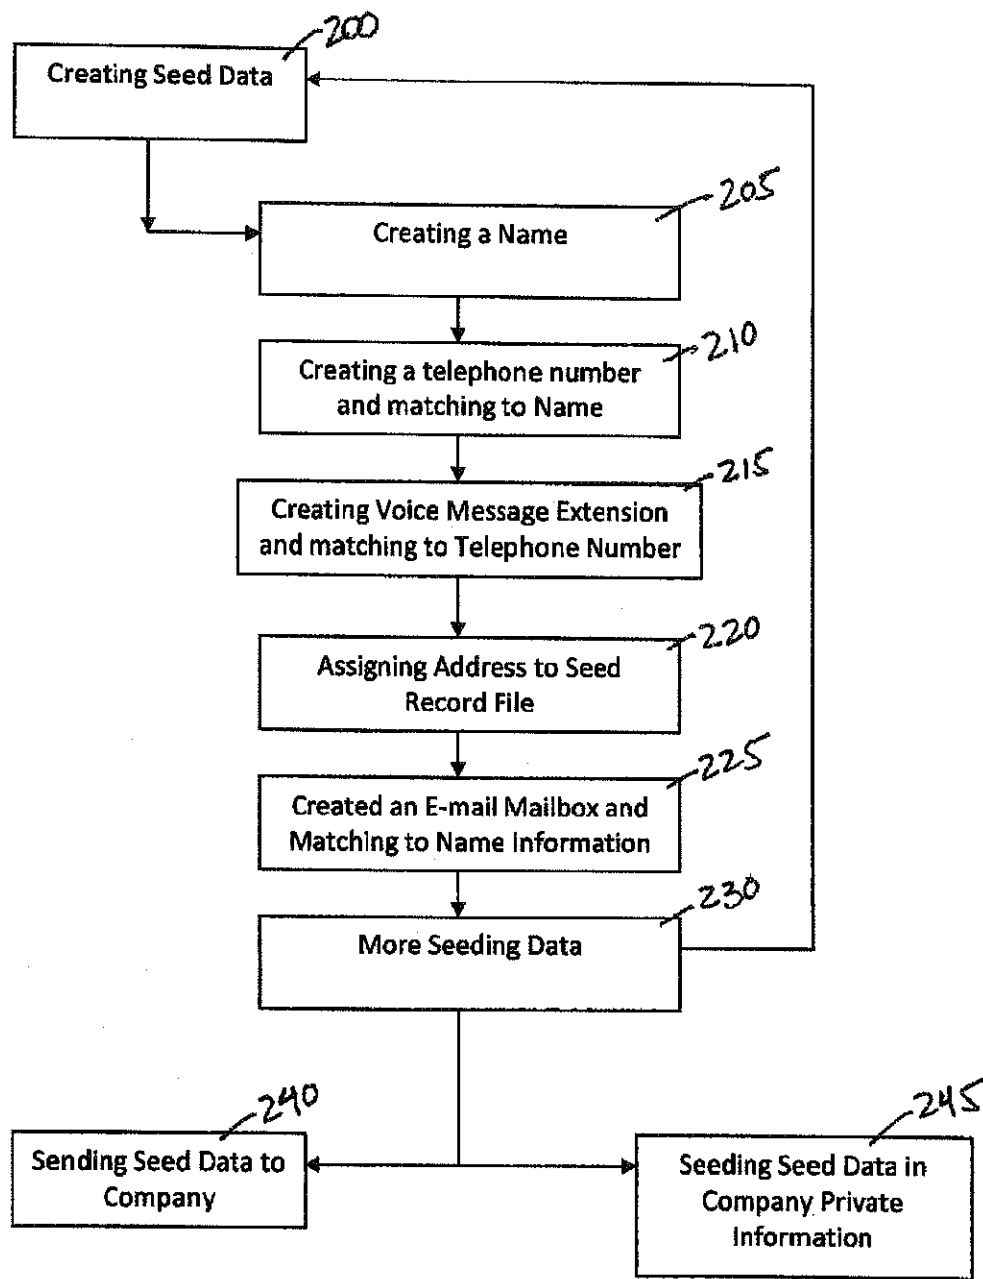 200
Creating Seed Data
205
Creating a Name
210
Creating a telephone number
and matching to Name
215
Creating Voice Message Extension
and matching to Telephone Number
220
Assigning Address to Seed
Record File
225
Created an E-mail Mailbox and
Matching to Name Information
230
More Seeding Data
240
Sending Seed Data to
Company
245
Seeding Seed Data in
Company Private
Information